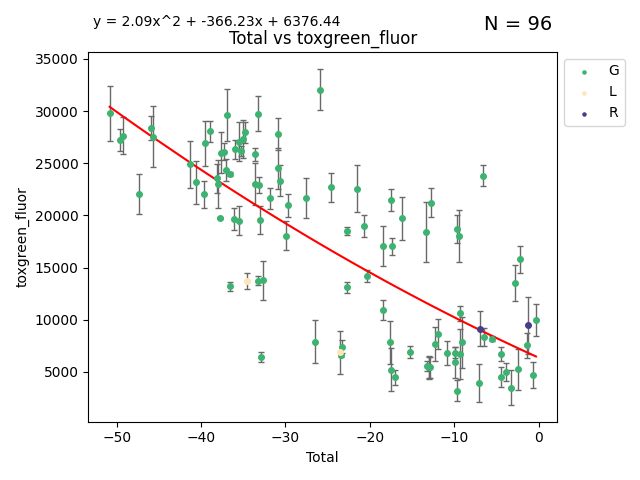 y = 2.09x^2 + -366.23x + 6376.44
N = 96
Total vs toxgreen_fluor
toxgreen_fluor
35000
30000
25000
20000
15000
10000
5000
−50 −40 −30 −20 −10 0
Total
G
L
R